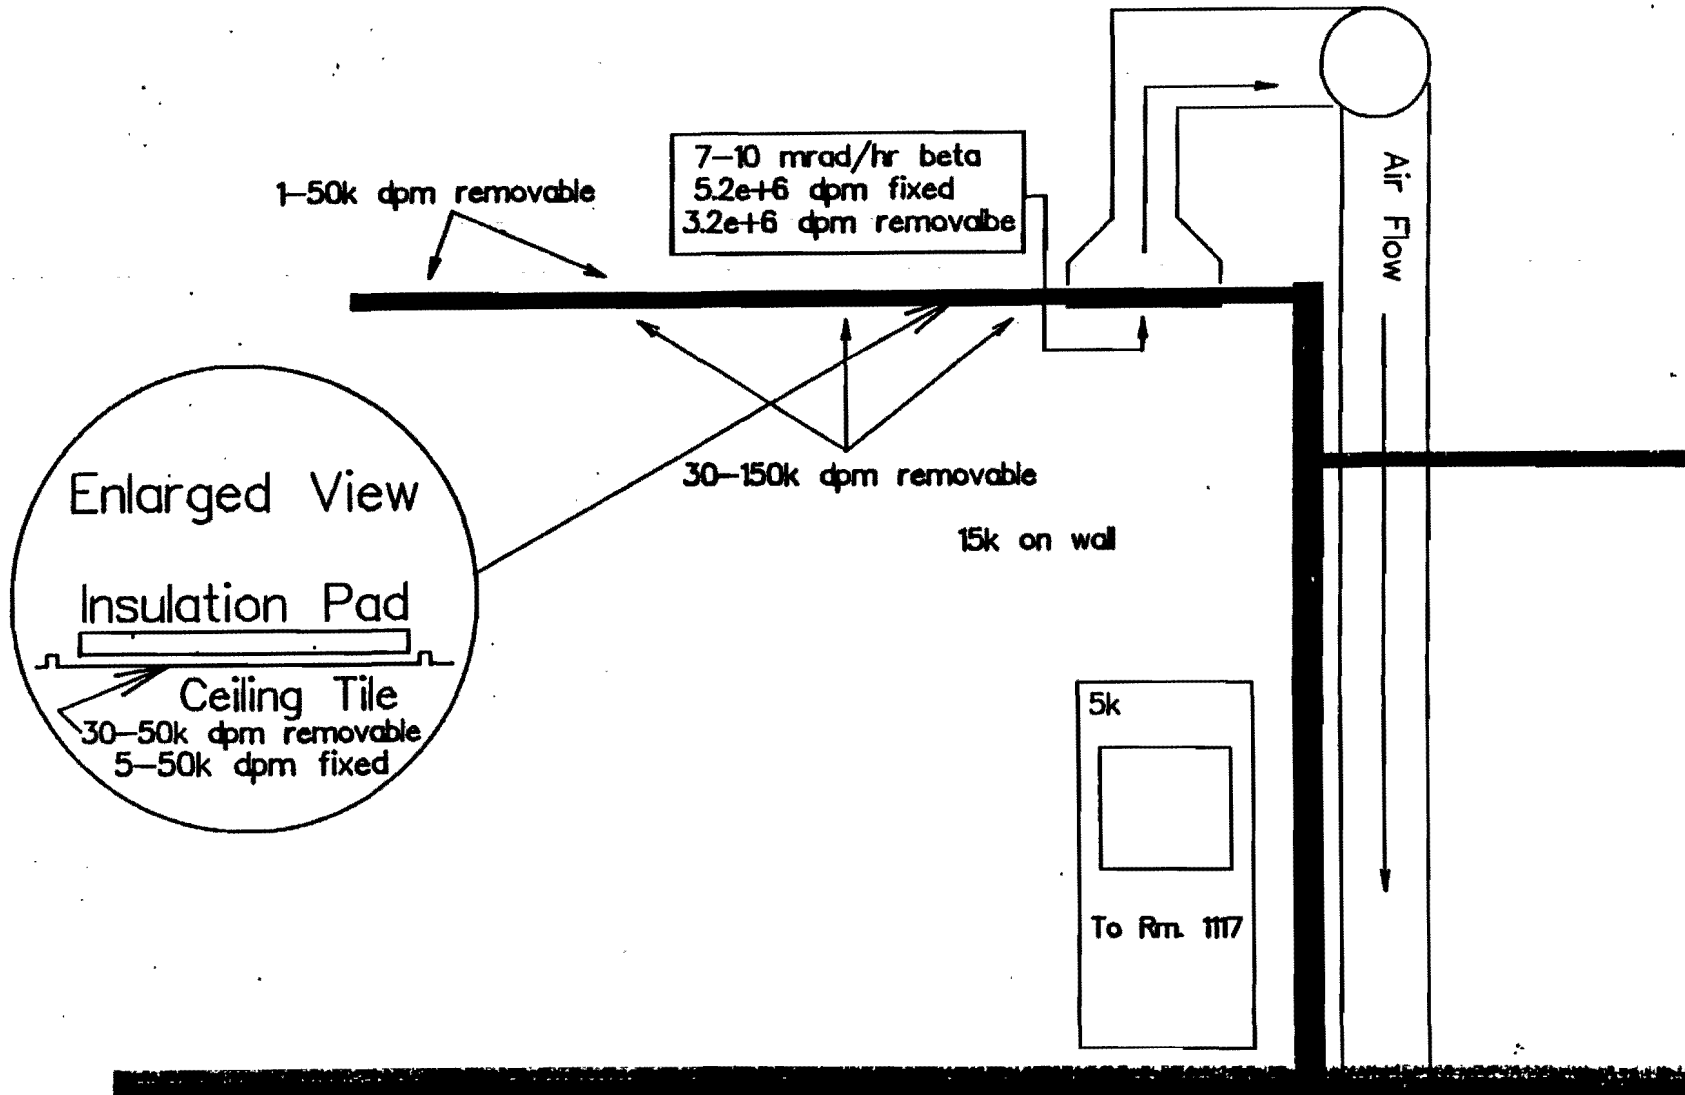 7-10 mrad/hr beta
5.2e+6 dpm fixed
3.2e+6 dpm removalbe
1-50k dpm removable
Air Flow
30-150k dpm removable
15k on wall
Enlarged View
Insulation Pad
Ceiling Tile
30-50k dpm removable
5-50k dpm fixed
5k
To Rm. 1117